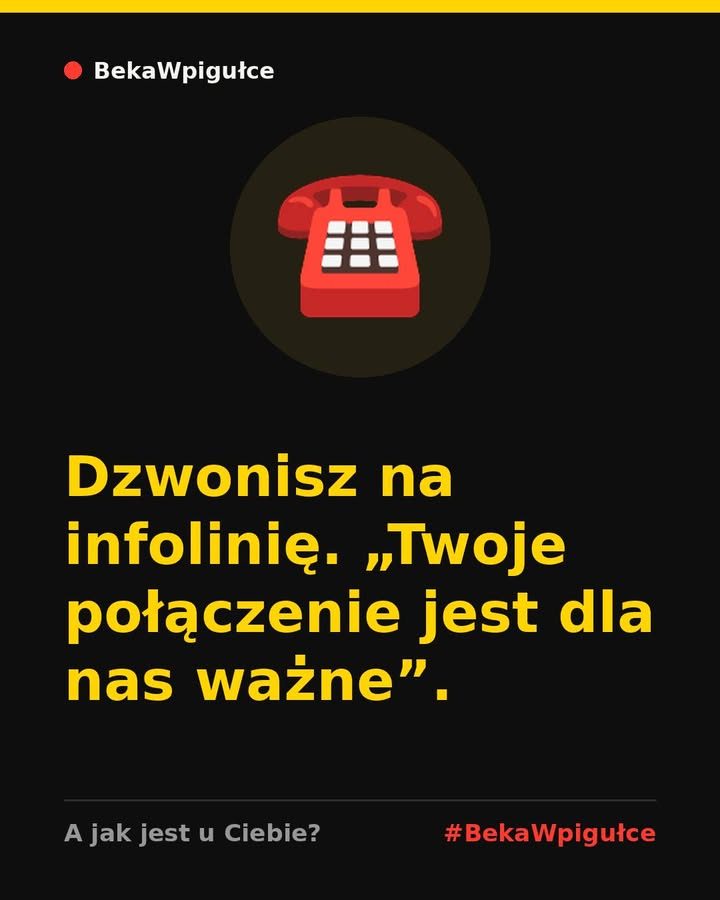 BekaWpigułce
Dzwonisz na
infolinię. „Twoje
połączenie jest dla
nas ważne”.
A jak jest u Ciebie?
#BekaWpigułce